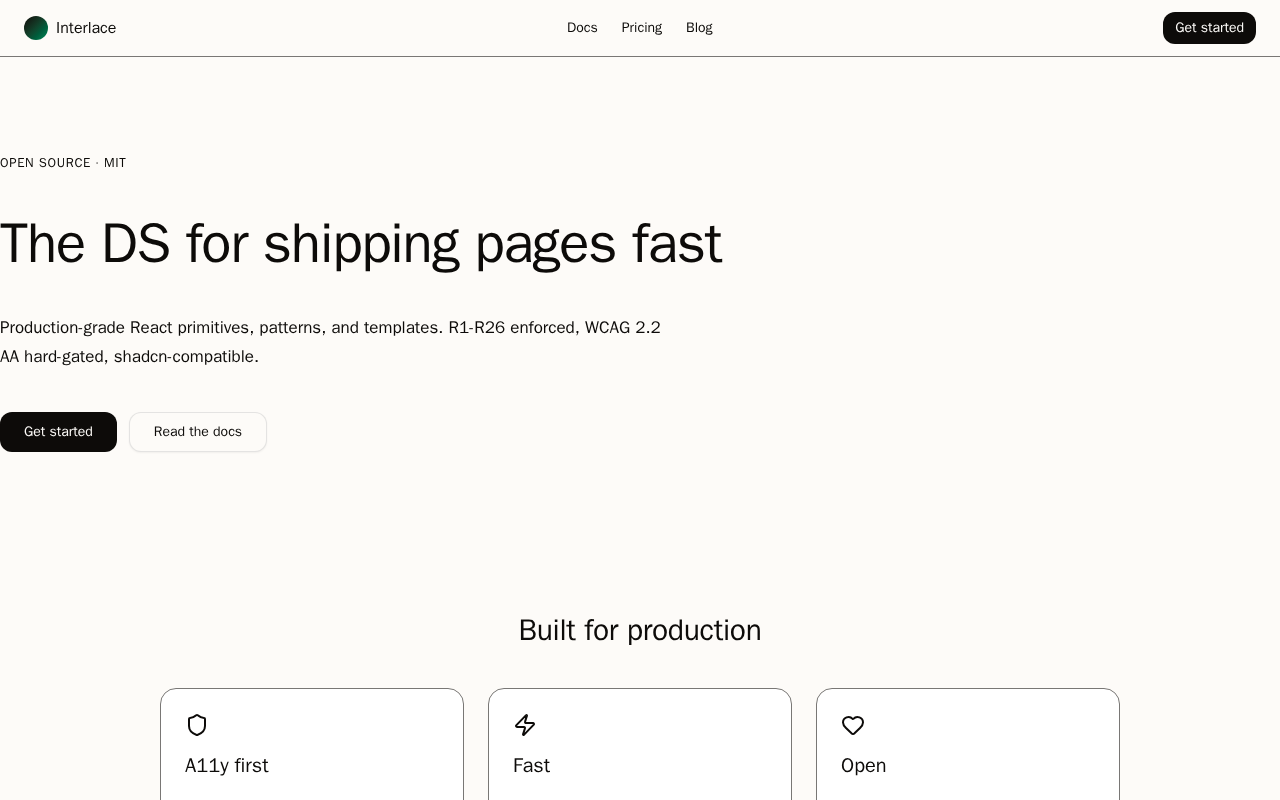 Interlace
Docs
Pricing
Blog
Get started
OPEN SOURCE · MIT
The DS for shipping pages fast
Production-grade React primitives, patterns, and templates. R1-R26 enforced, WCAG 2.2
AA hard-gated, shadcn-compatible.
Get started
Read the docs
Built for production
A11y first
Fast
Open